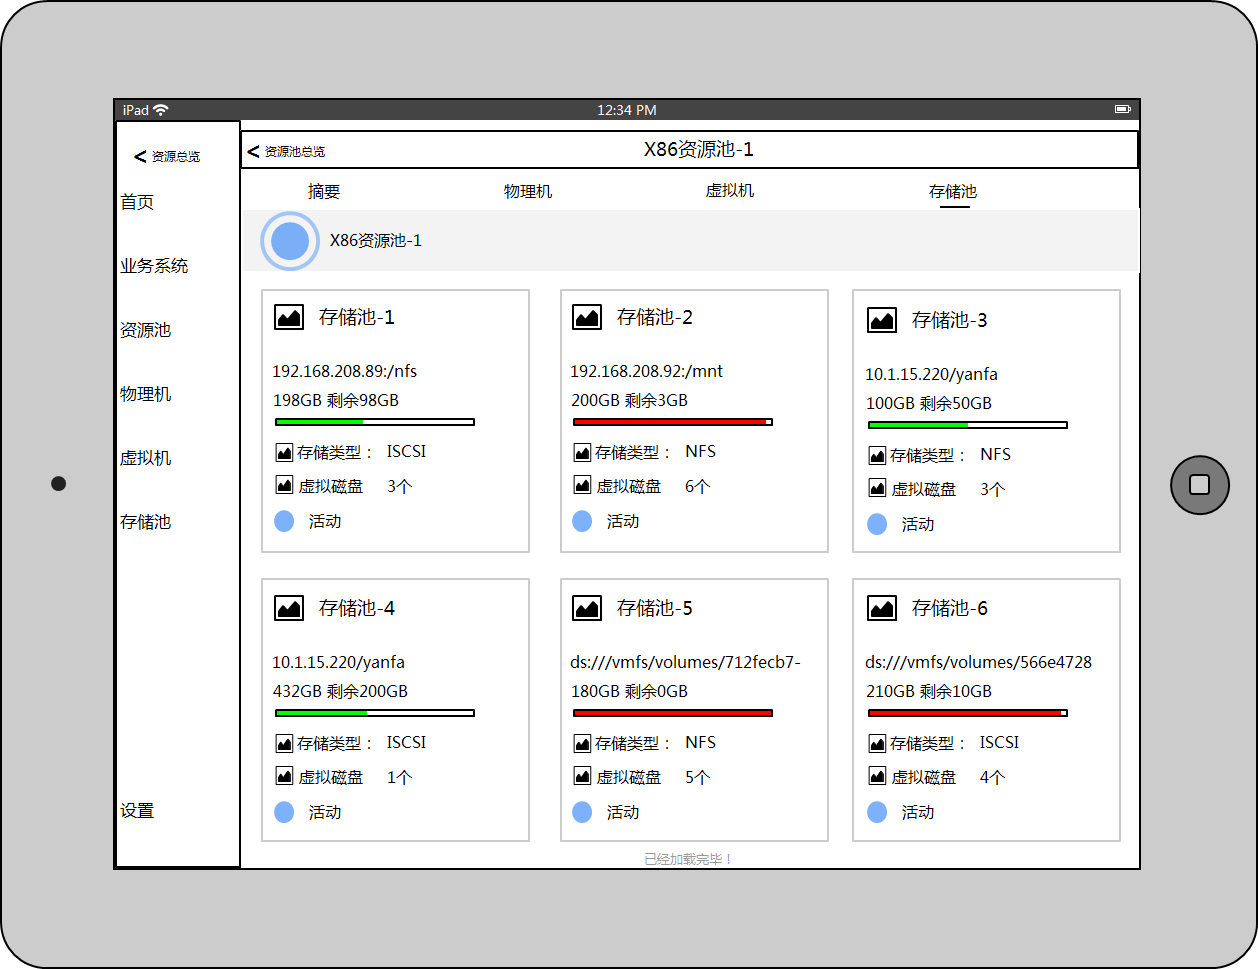 iPad 12:34 PM
< 资源总览
首页
业务系统
资源池
物理机
虚拟机
存储池
设置
< 资源池总览 X86资源池-1
摘要 物理机 虚拟机 存储池
X86资源池-1
存储池-1
192.168.208.89:/nfs
198GB 剩余98GB
存储类型： ISCSI
虚拟磁盘 3个
活动
存储池-2
192.168.208.92:/mnt
200GB 剩余3GB
存储类型： NFS
虚拟磁盘 6个
活动
存储池-3
10.1.15.220/yanfa
100GB 剩余50GB
存储类型： NFS
虚拟磁盘 3个
活动
存储池-4
10.1.15.220/yanfa
432GB 剩余200GB
存储类型： ISCSI
虚拟磁盘 1个
活动
存储池-5
ds:///vmfs/volumes/712fecb7-
180GB 剩余0GB
存储类型： NFS
虚拟磁盘 5个
活动
存储池-6
ds:///vmfs/volumes/566e4728
210GB 剩余10GB
存储类型： ISCSI
虚拟磁盘 4个
活动
已经加载完毕！